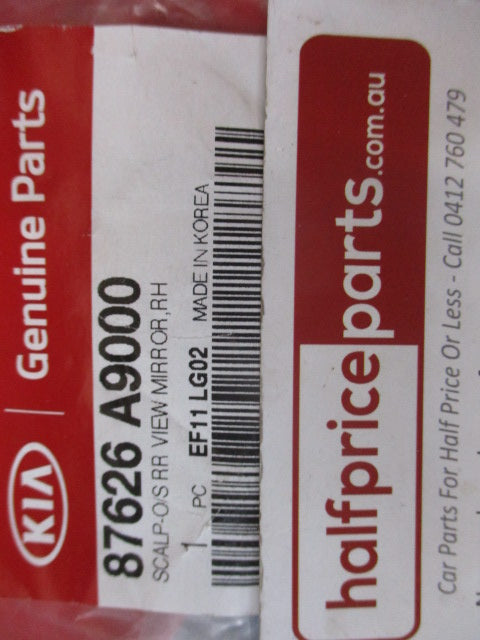 KIA | Genuine Parts
87626 A9000
SCALP-O/S RR VIEW MIRROR,RH
1 PC EF11 LG02 MADE IN KOREA
halfpriceparts.com.au
Car Parts For Half Price Or Less - Call 0412 760 479